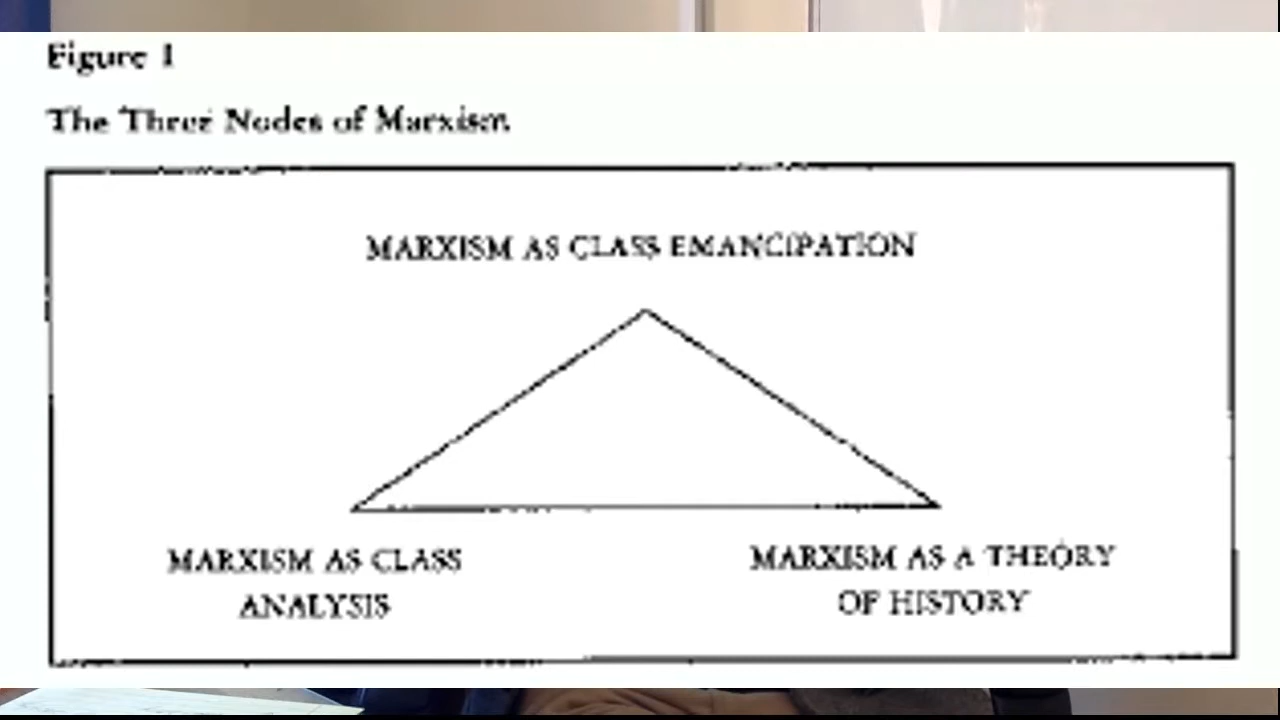 Figure 1
The Three Nodes of Marxism
MARXISM AS CLASS EMANCIPATION
MARXISM AS CLASS
ANALYSIS
MARXISM AS A THEORY
OF HISTORY